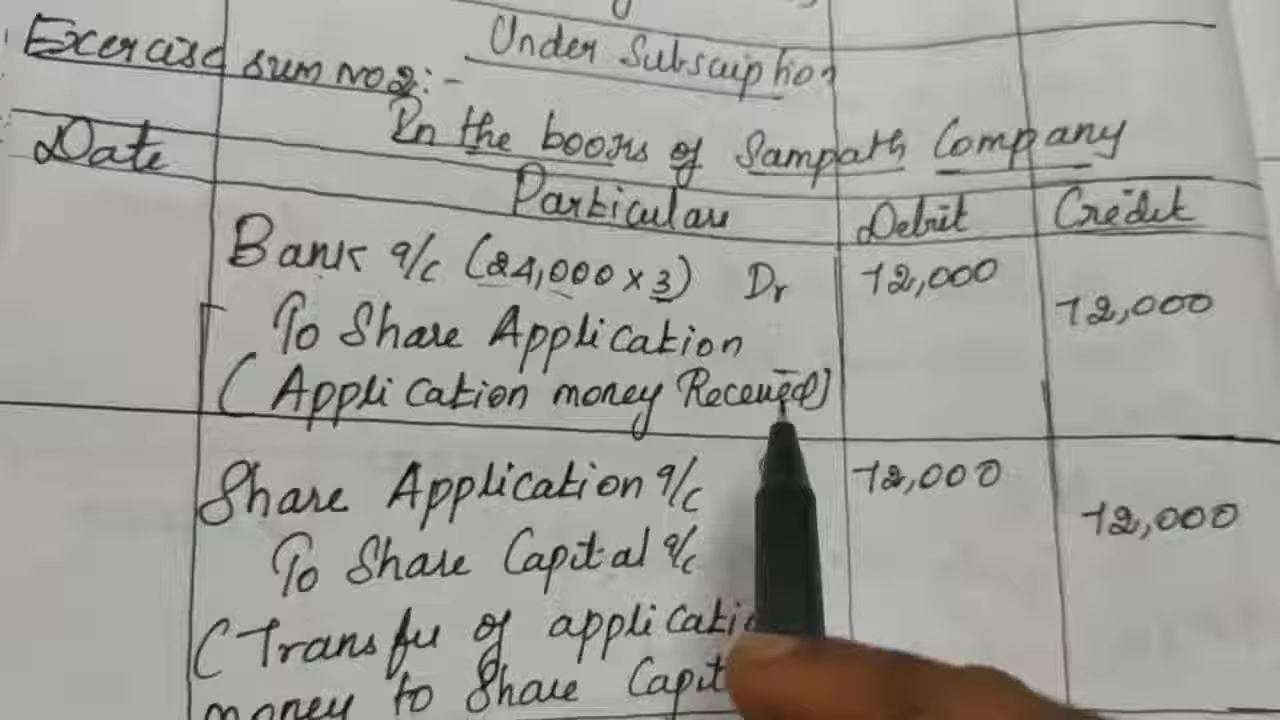 Under Subscription
Exercise sum no 2:-
In the books of Sampath Company
Date Particulars Debit Credit
Bank a/c (24,000 x 3) Dr 72,000
To Share Application 72,000
(Application money Received)
Share Application a/c 72,000
To Share Capital a/c 72,000
(Transfer of applicatio
money to Share Capit